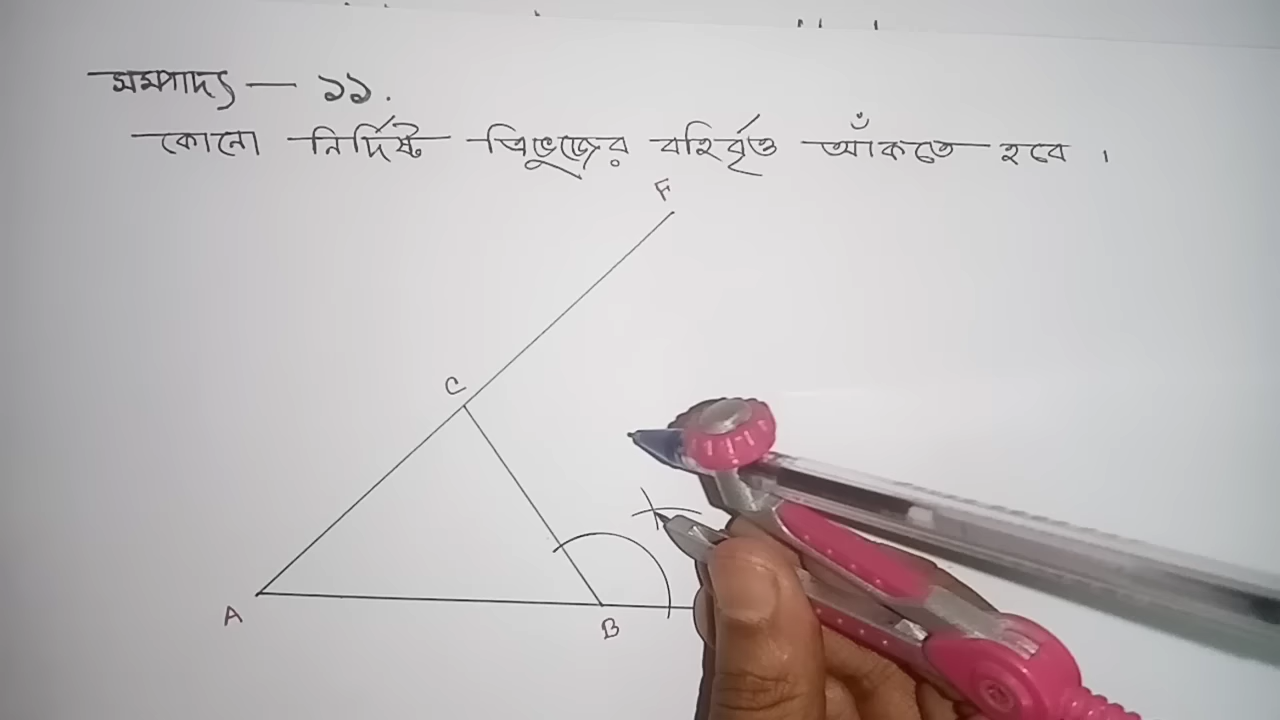 সম্পাদ্য — ১১.
কোনো নির্দিষ্ট ত্রিভুজের বহির্বৃত্ত আঁকতে হবে।
F
C
A
B